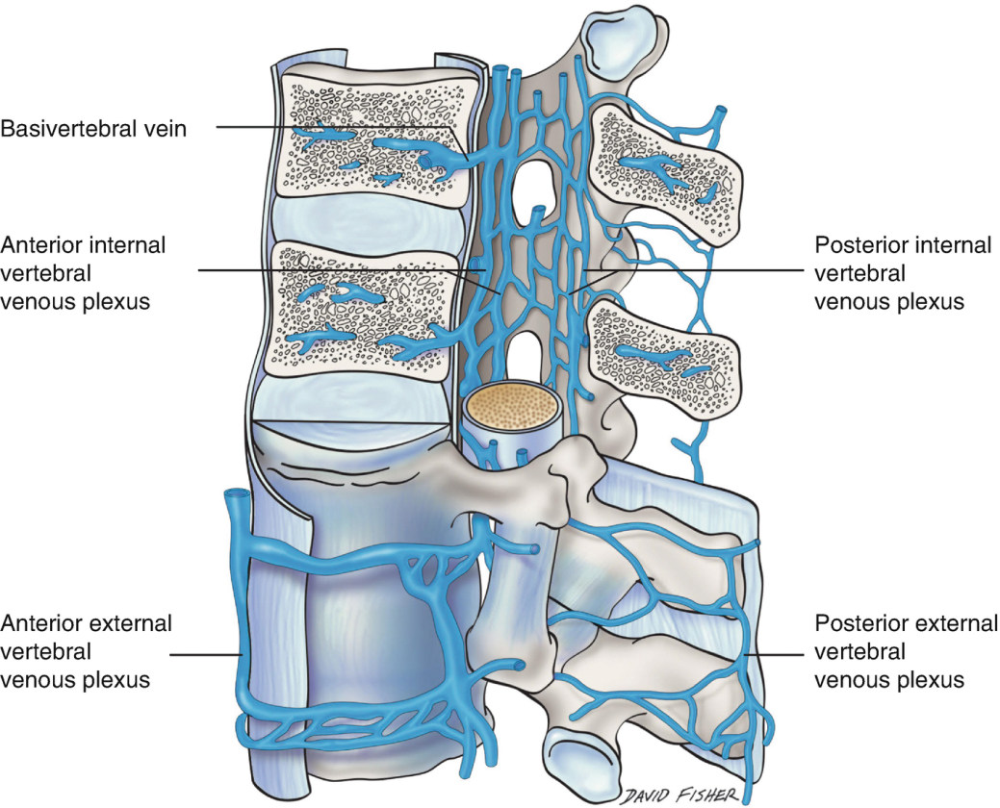 Basivertebral vein
Anterior internal
vertebral
venous plexus
Posterior internal
vertebral
venous plexus
Anterior external
vertebral
venous plexus
Posterior external
vertebral
venous plexus
DAVID FISHER